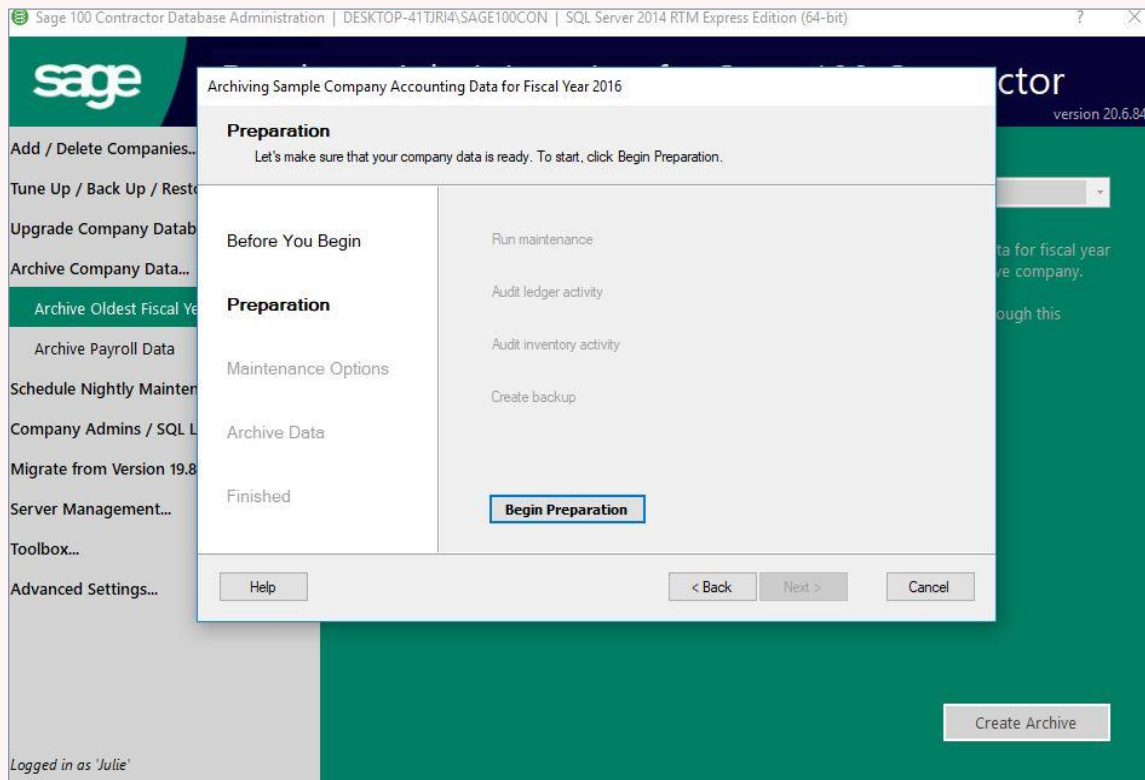 Sage 100 Contractor Database Administration | DESKTOP-41TJRI4\SAGE100CON | SQL Server 2014 RTM Express Edition (64-bit) ?
sage
ctor
version 20.6.84
Archiving Sample Company Accounting Data for Fiscal Year 2016
Preparation
Let's make sure that your company data is ready. To start, click Begin Preparation.
Add / Delete Companies...
Tune Up / Back Up / Resto
Upgrade Company Datab
Archive Company Data...
Archive Oldest Fiscal Ye
Archive Payroll Data
Schedule Nightly Mainten
Company Admins / SQL L
Migrate from Version 19.8
Server Management...
Toolbox...
Advanced Settings...
Before You Begin
Preparation
Maintenance Options
Archive Data
Finished
Run maintenance
Audit ledger activity
Audit inventory activity
Create backup
Begin Preparation
Help
< Back
Next >
Cancel
ta for fiscal year
ve company.
ough this
Create Archive
Logged in as 'Julie'